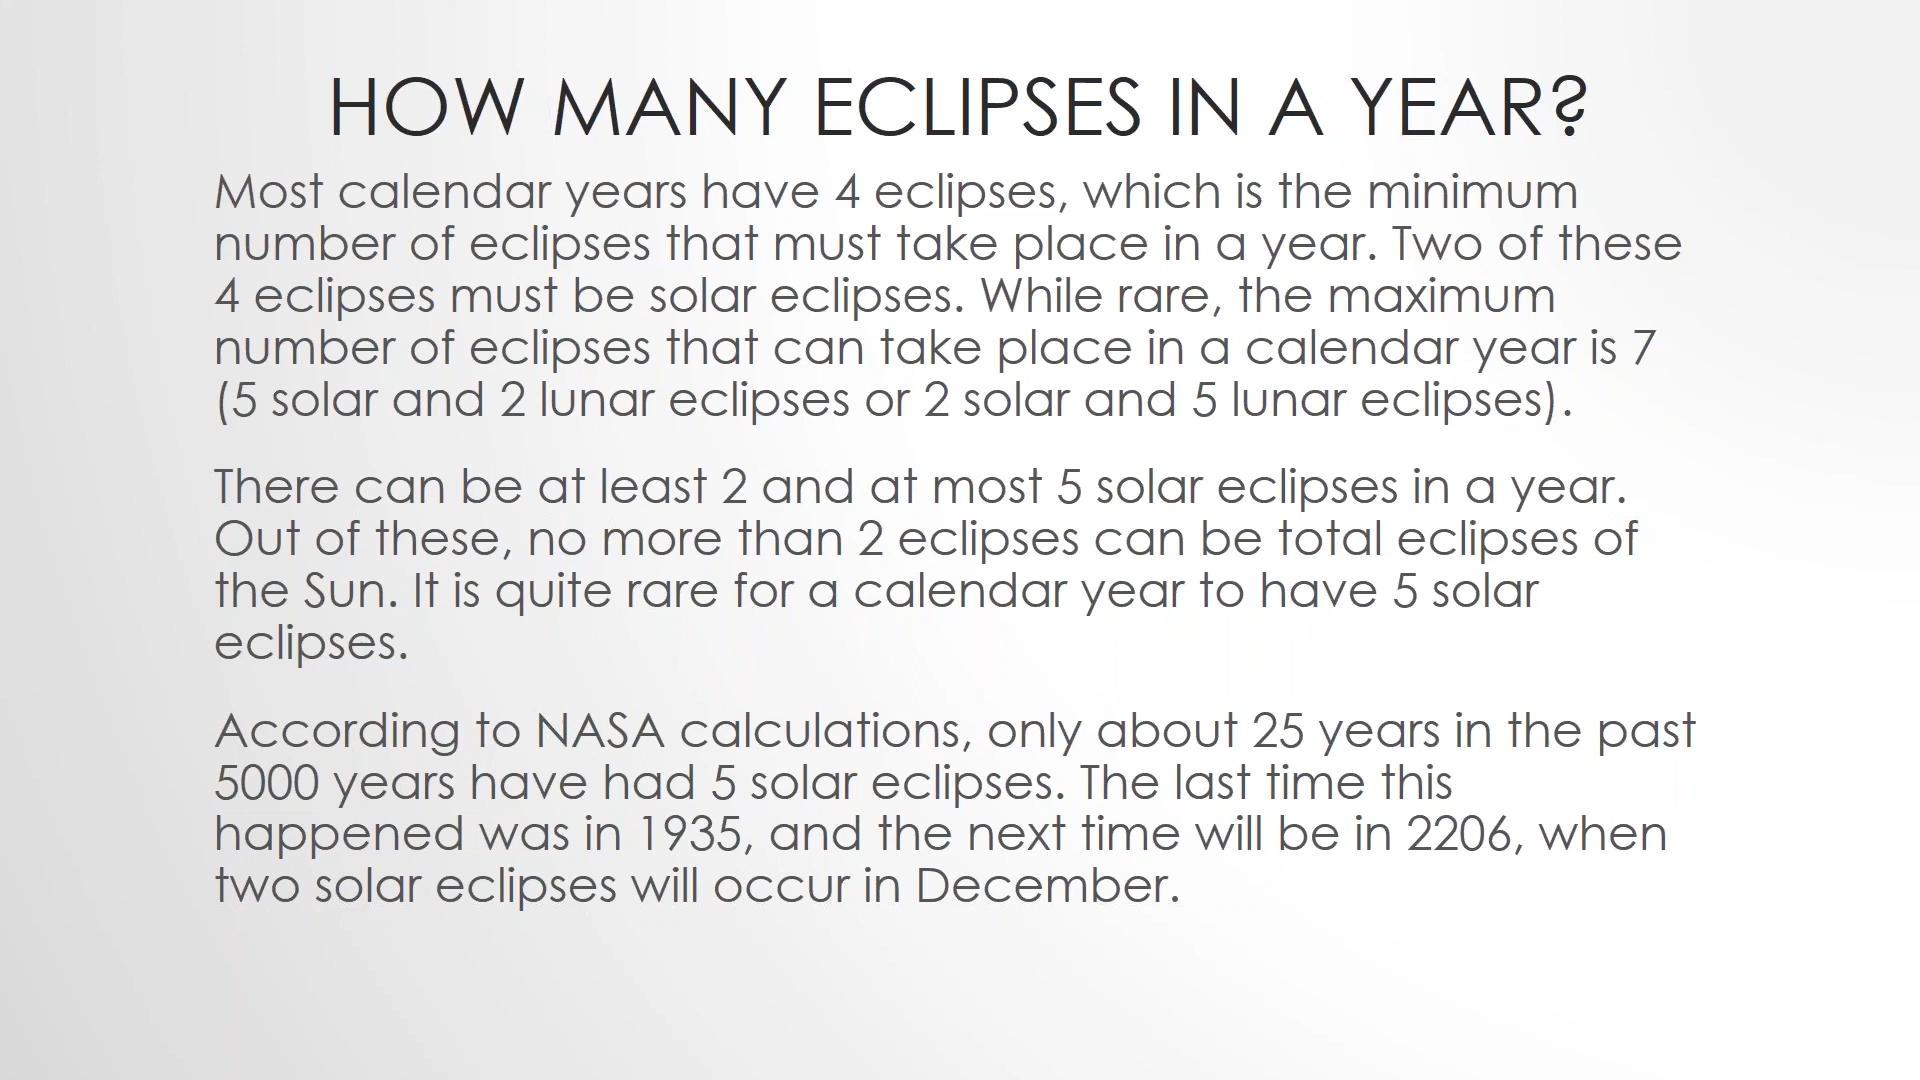 HOW MANY ECLIPSES IN A YEAR?
Most calendar years have 4 eclipses, which is the minimum
number of eclipses that must take place in a year. Two of these
4 eclipses must be solar eclipses. While rare, the maximum
number of eclipses that can take place in a calendar year is 7
(5 solar and 2 lunar eclipses or 2 solar and 5 lunar eclipses).
There can be at least 2 and at most 5 solar eclipses in a year.
Out of these, no more than 2 eclipses can be total eclipses of
the Sun. It is quite rare for a calendar year to have 5 solar
eclipses.
According to NASA calculations, only about 25 years in the past
5000 years have had 5 solar eclipses. The last time this
happened was in 1935, and the next time will be in 2206, when
two solar eclipses will occur in December.